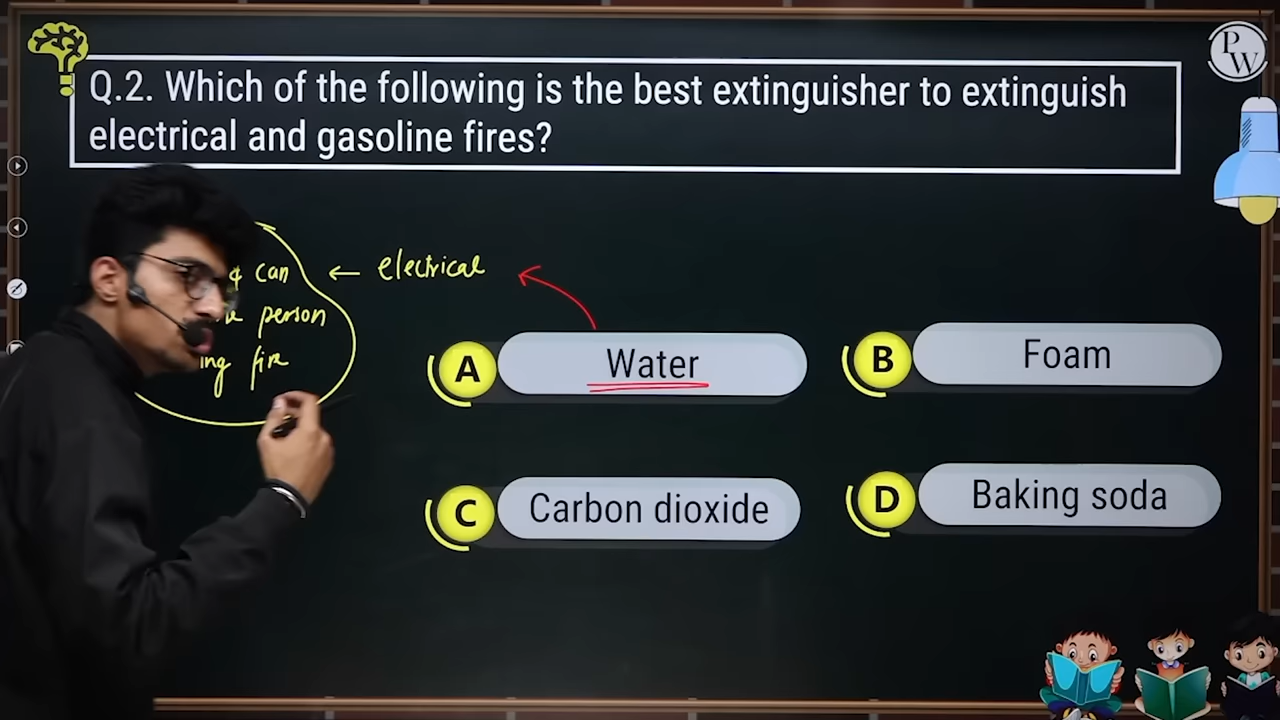 PW
Q.2. Which of the following is the best extinguisher to extinguish
electrical and gasoline fires?
can ← electrical
person
fire
A Water
B Foam
C Carbon dioxide
D Baking soda